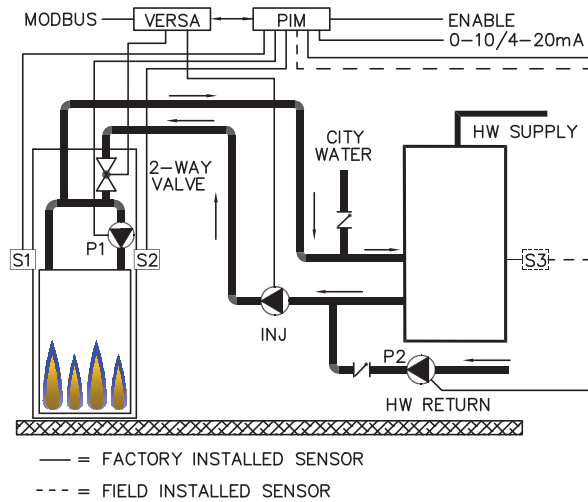 MODBUS
VERSA
PIM
ENABLE
0-10/4-20mA
CITY
WATER
HW SUPPLY
2-WAY
VALVE
P1
S1
S2
S3
INJ
P2
HW RETURN
= FACTORY INSTALLED SENSOR
= FIELD INSTALLED SENSOR